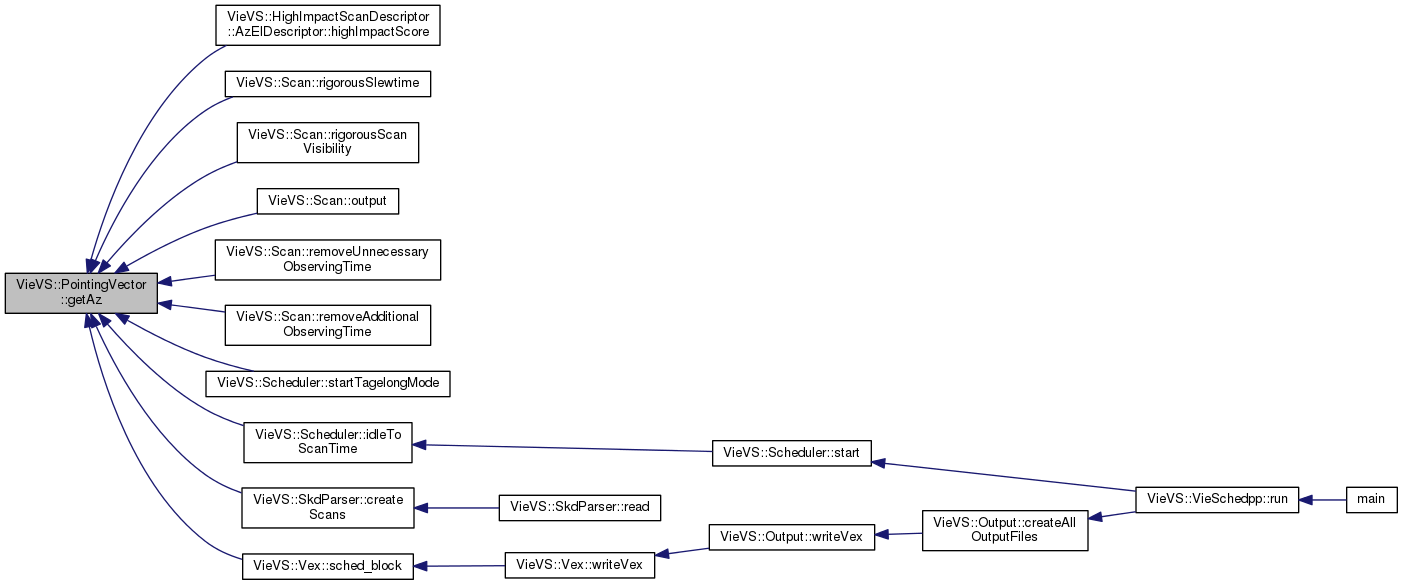 VieVS::HighImpactScanDescriptor
::AzElDescriptor::highImpactScore
VieVS::Scan::rigorousSlewtime
VieVS::Scan::rigorousScan
Visibility
VieVS::Scan::output
VieVS::Scan::removeUnnecessary
ObservingTime
VieVS::PointingVector
::getAz
VieVS::Scan::removeAdditional
ObservingTime
VieVS::Scheduler::startTagelongMode
VieVS::Scheduler::idleTo
ScanTime
VieVS::Scheduler::start
VieVS::SkdParser::create
Scans
VieVS::SkdParser::read
VieVS::VieSchedpp::run
main
VieVS::Output::createAll
OutputFiles
VieVS::Output::writeVex
VieVS::Vex::sched_block
VieVS::Vex::writeVex